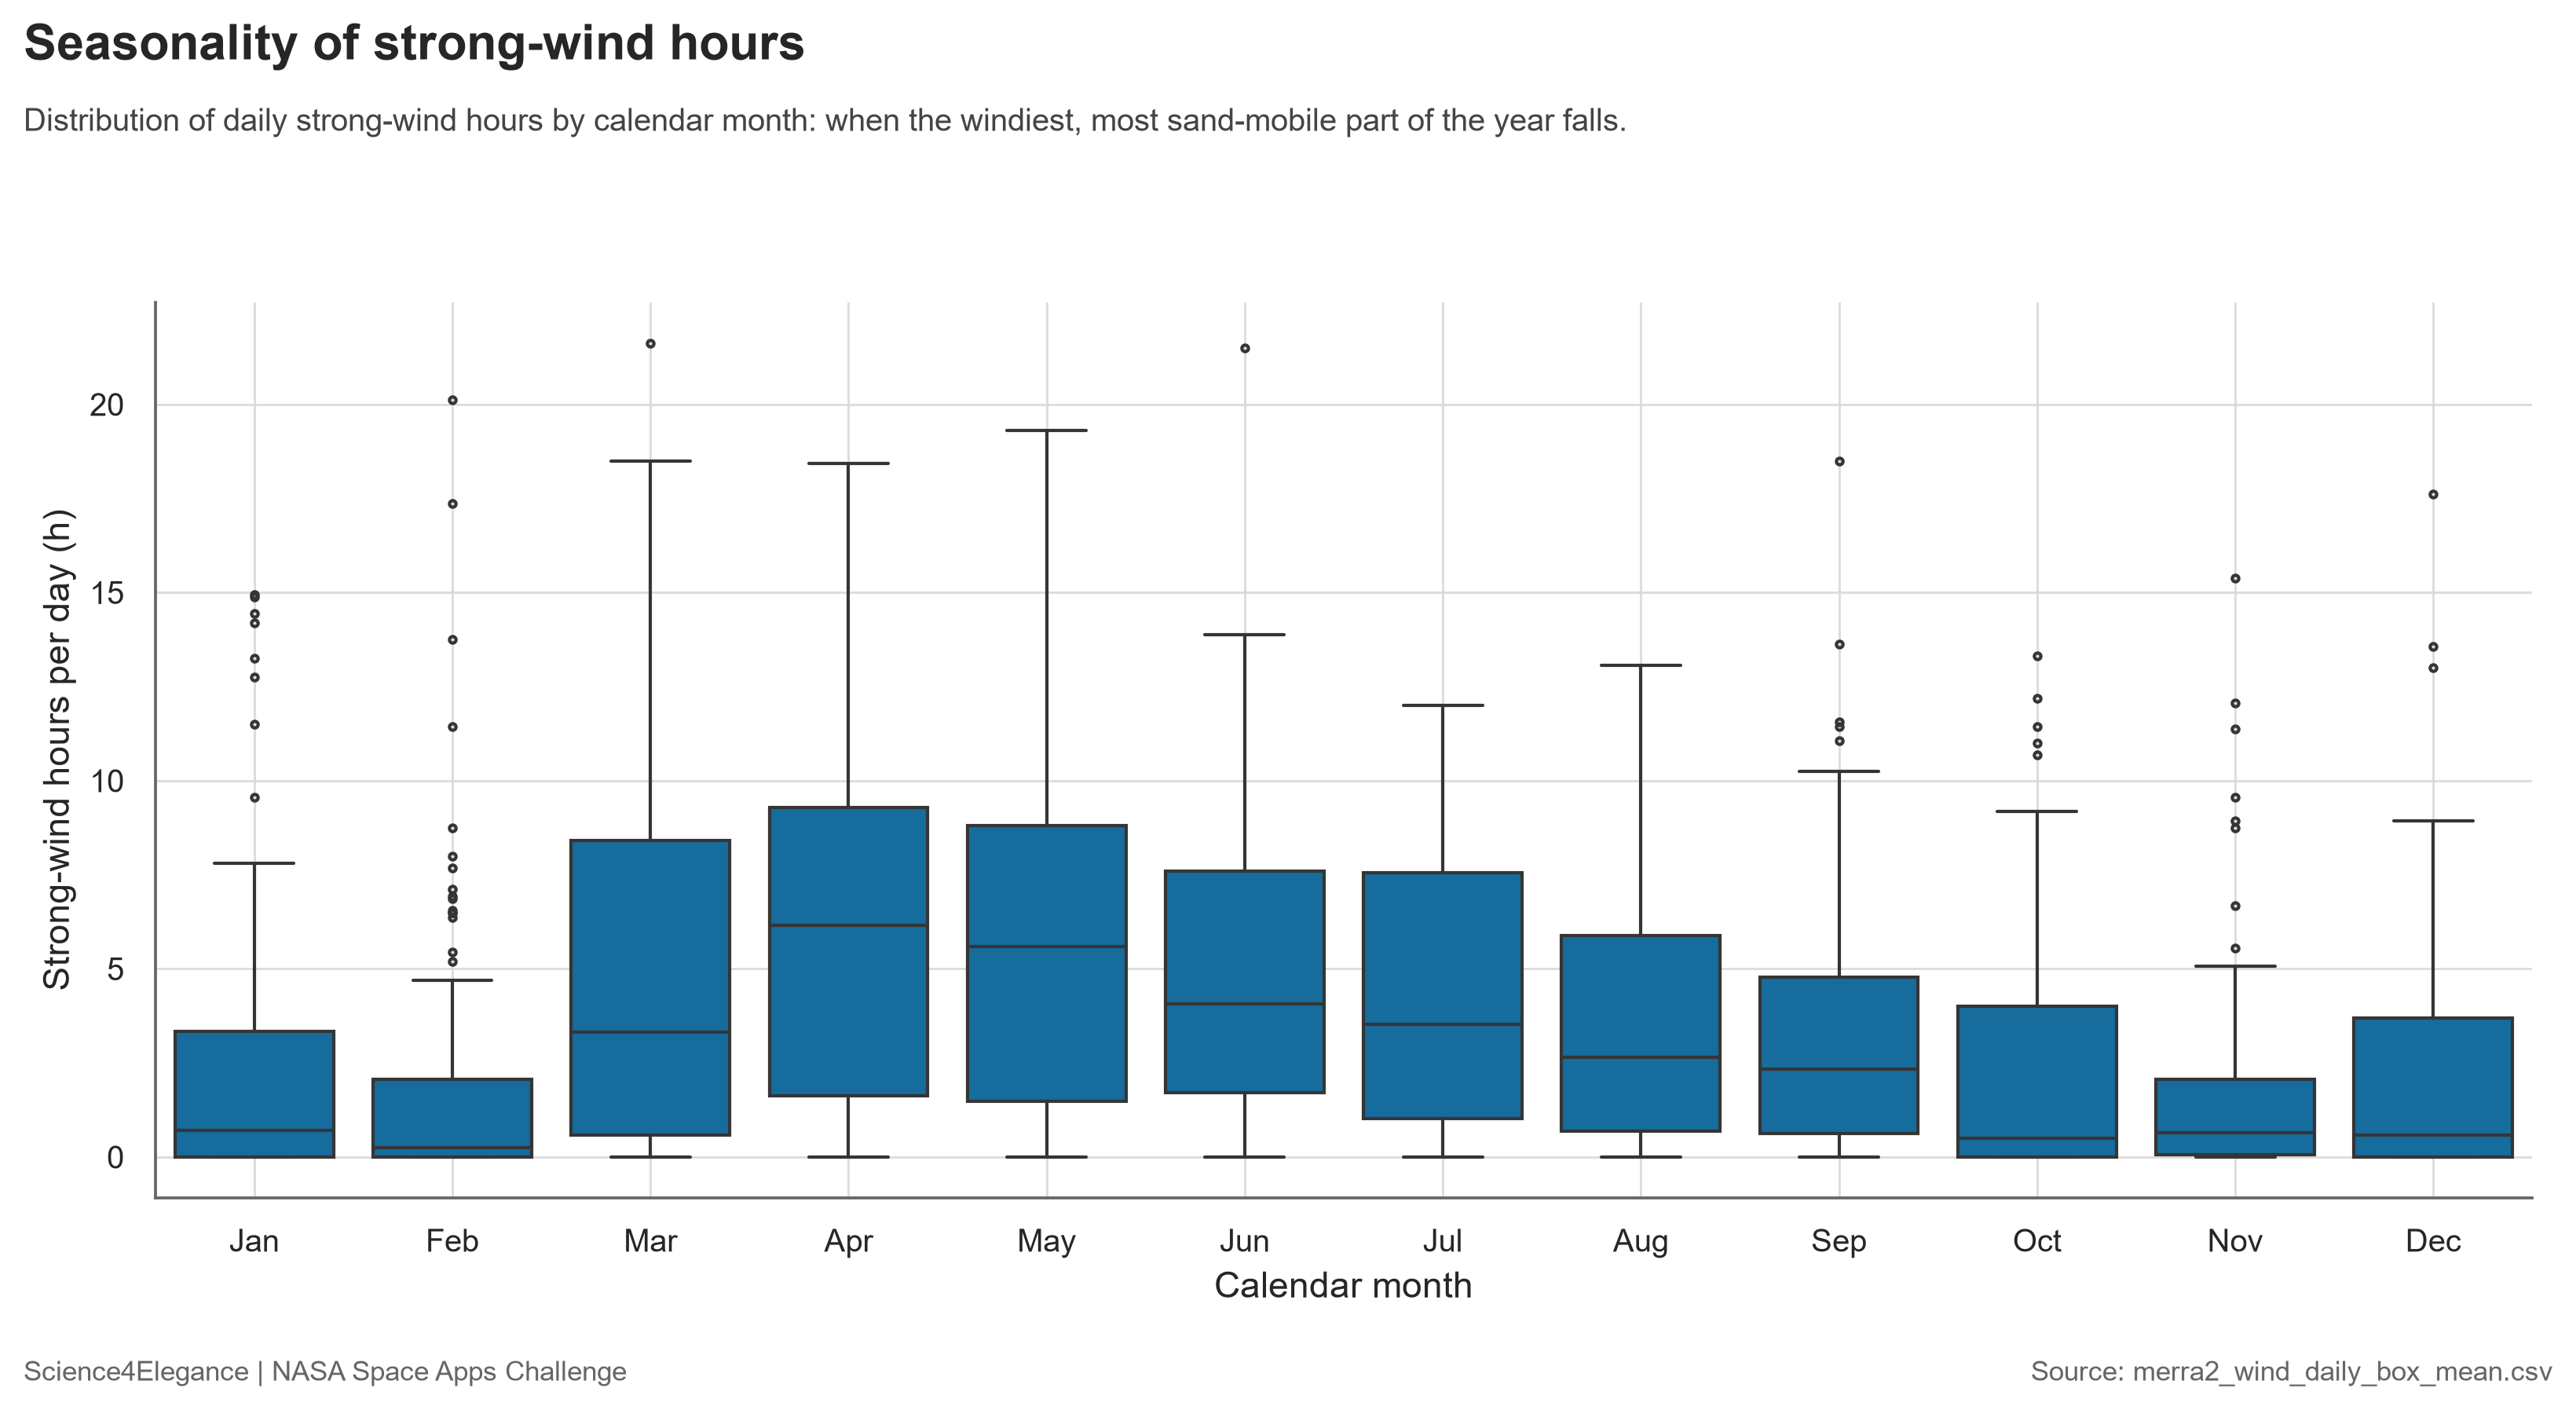 Seasonality of strong-wind hours
Distribution of daily strong-wind hours by calendar month: when the windiest, most sand-mobile part of the year falls.
Strong-wind hours per day (h)
20
15
10
5
0
Jan Feb Mar Apr May Jun Jul Aug Sep Oct Nov Dec
Calendar month
Science4Elegance | NASA Space Apps Challenge
Source: merra2_wind_daily_box_mean.csv